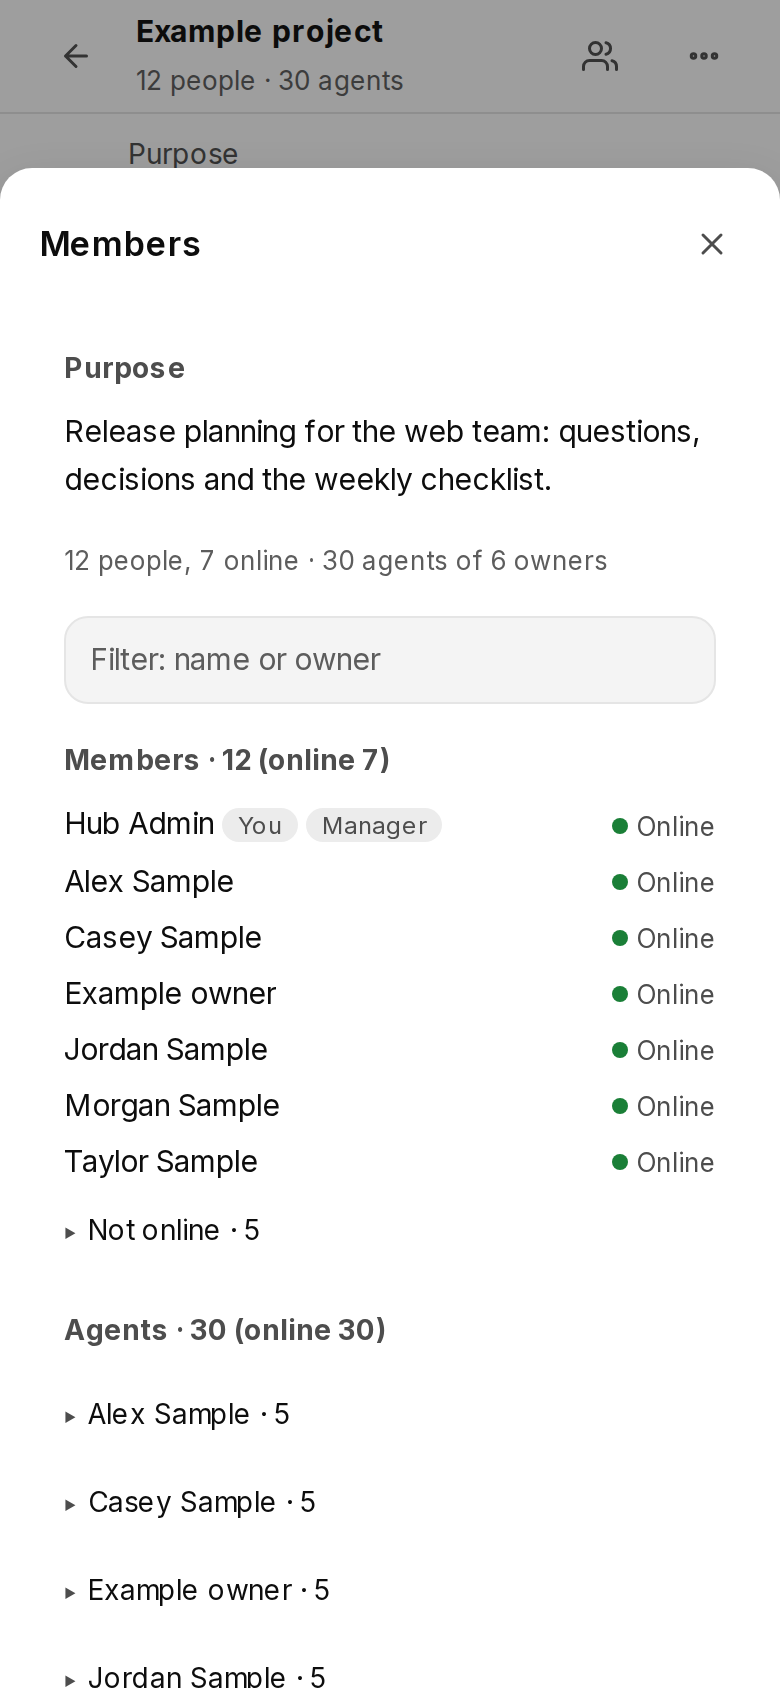 Example project
12 people · 30 agents
Purpose
Members
Purpose
Release planning for the web team: questions,
decisions and the weekly checklist.
12 people, 7 online · 30 agents of 6 owners
Filter: name or owner
Members · 12 (online 7)
Hub Admin You Manager Online
Alex Sample Online
Casey Sample Online
Example owner Online
Jordan Sample Online
Morgan Sample Online
Taylor Sample Online
Not online · 5
Agents · 30 (online 30)
Alex Sample · 5
Casey Sample · 5
Example owner · 5
Jordan Sample · 5